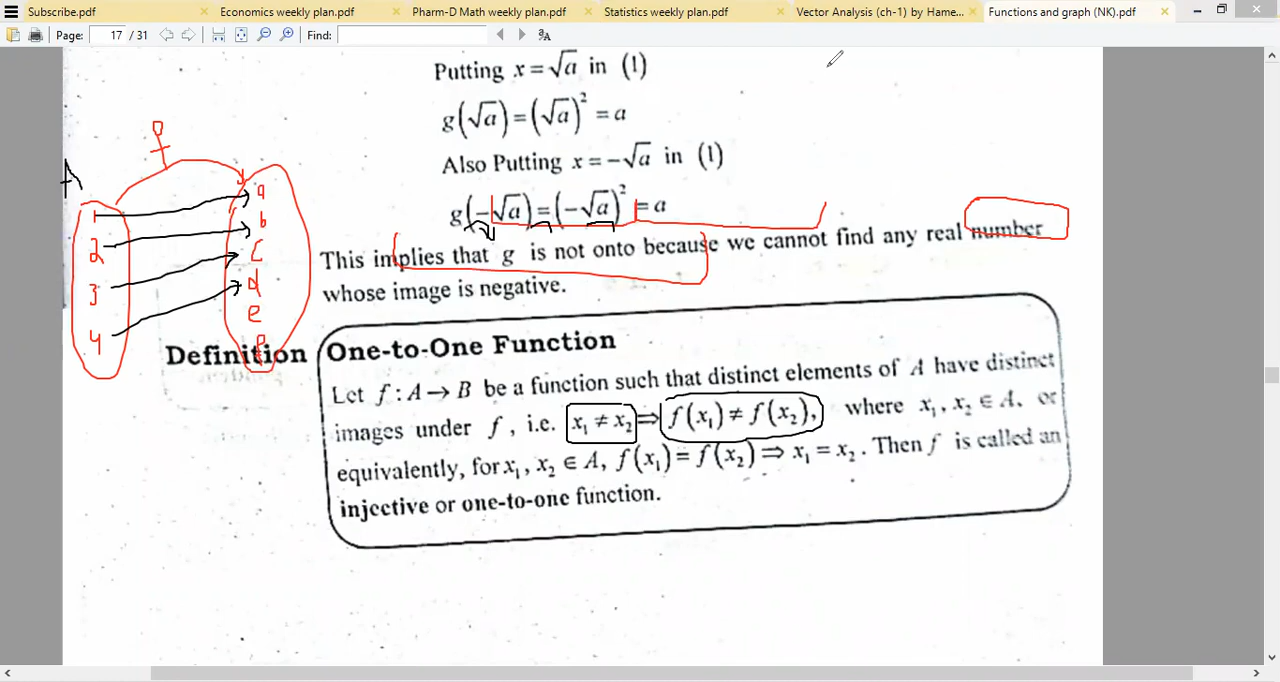 Subscribe.pdf × Economics weekly plan.pdf × Pharm-D Math weekly plan.pdf × Statistics weekly plan.pdf × Vector Analysis (ch-1) by Hame... × Functions and graph (NK).pdf ×
Page: 17 / 31 Find:
Putting x = √a in (1)
g(√a) = (√a)² = a
Also Putting x = −√a in (1)
g(−√a) = (−√a)² = a
This implies that g is not onto because we cannot find any real number
whose image is negative.
f
A
1
2
3
4
a
b
c
d
e
Definition One-to-One Function
Let f : A → B be a function such that distinct elements of A have distinct
images under f , i.e. x₁ ≠ x₂ ⇒ f(x₁) ≠ f(x₂), where x₁, x₂ ∈ A, or
equivalently, for x₁, x₂ ∈ A, f(x₁) = f(x₂) ⇒ x₁ = x₂ . Then f is called an
injective or one-to-one function.